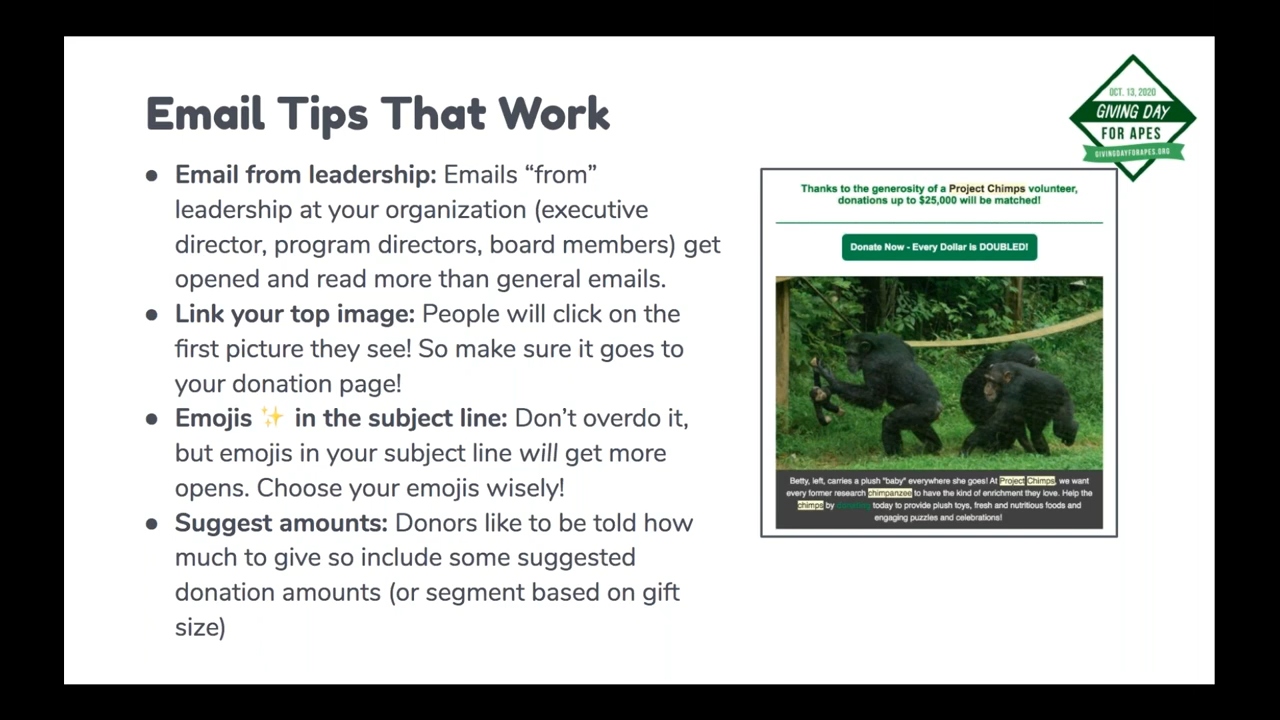 Email Tips That Work
● Email from leadership: Emails “from”
leadership at your organization (executive
director, program directors, board members) get
opened and read more than general emails.
● Link your top image: People will click on the
first picture they see! So make sure it goes to
your donation page!
● Emojis ✨ in the subject line: Don’t overdo it,
but emojis in your subject line will get more
opens. Choose your emojis wisely!
● Suggest amounts: Donors like to be told how
much to give so include some suggested
donation amounts (or segment based on gift
size)
OCT. 13, 2020
GIVING DAY
FOR APES
GIVINGDAYFORAPES.ORG
Thanks to the generosity of a Project Chimps volunteer,
donations up to $25,000 will be matched!
Donate Now - Every Dollar is DOUBLED!
Betty, left, carries a plush "baby" everywhere she goes! At Project Chimps, we want
every former research chimpanzee to have the kind of enrichment they love. Help the
chimps by today to provide plush toys, fresh and nutritious foods and
engaging puzzles and celebrations!